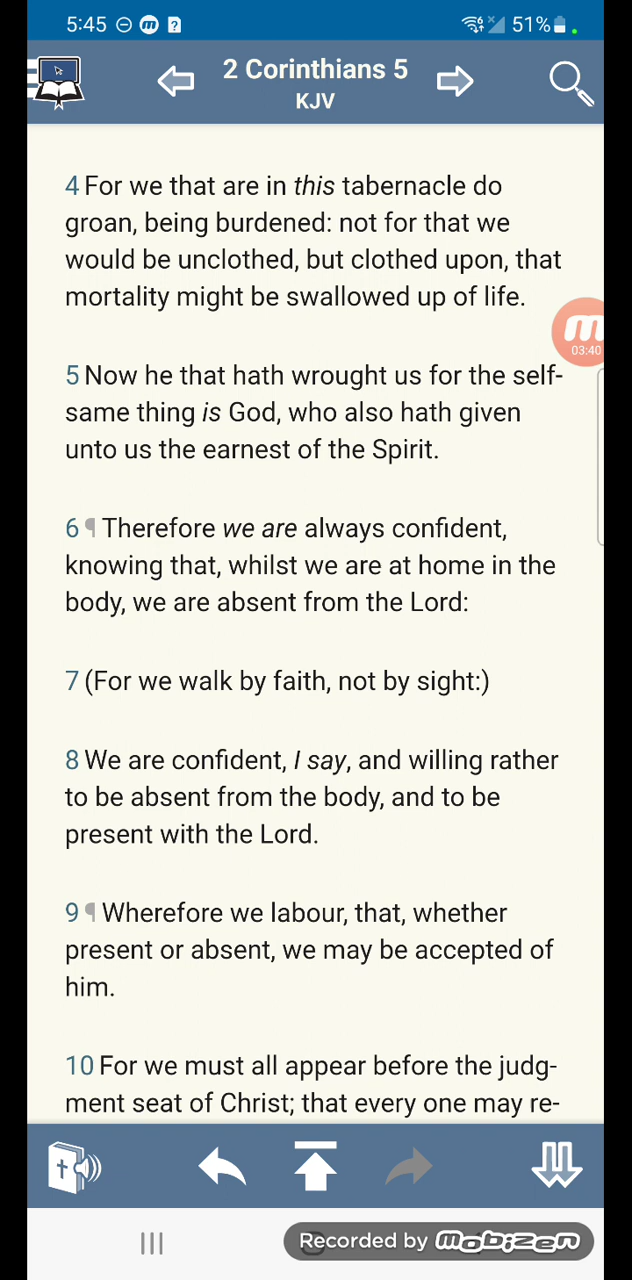 5:45
51%
2 Corinthians 5
KJV
4 For we that are in this tabernacle do
groan, being burdened: not for that we
would be unclothed, but clothed upon, that
mortality might be swallowed up of life.
03:40
5 Now he that hath wrought us for the self-
same thing is God, who also hath given
unto us the earnest of the Spirit.
6 ¶ Therefore we are always confident,
knowing that, whilst we are at home in the
body, we are absent from the Lord:
7 (For we walk by faith, not by sight:)
8 We are confident, I say, and willing rather
to be absent from the body, and to be
present with the Lord.
9 ¶ Wherefore we labour, that, whether
present or absent, we may be accepted of
him.
10 For we must all appear before the judg-
ment seat of Christ; that every one may re-
Recorded by mobizen